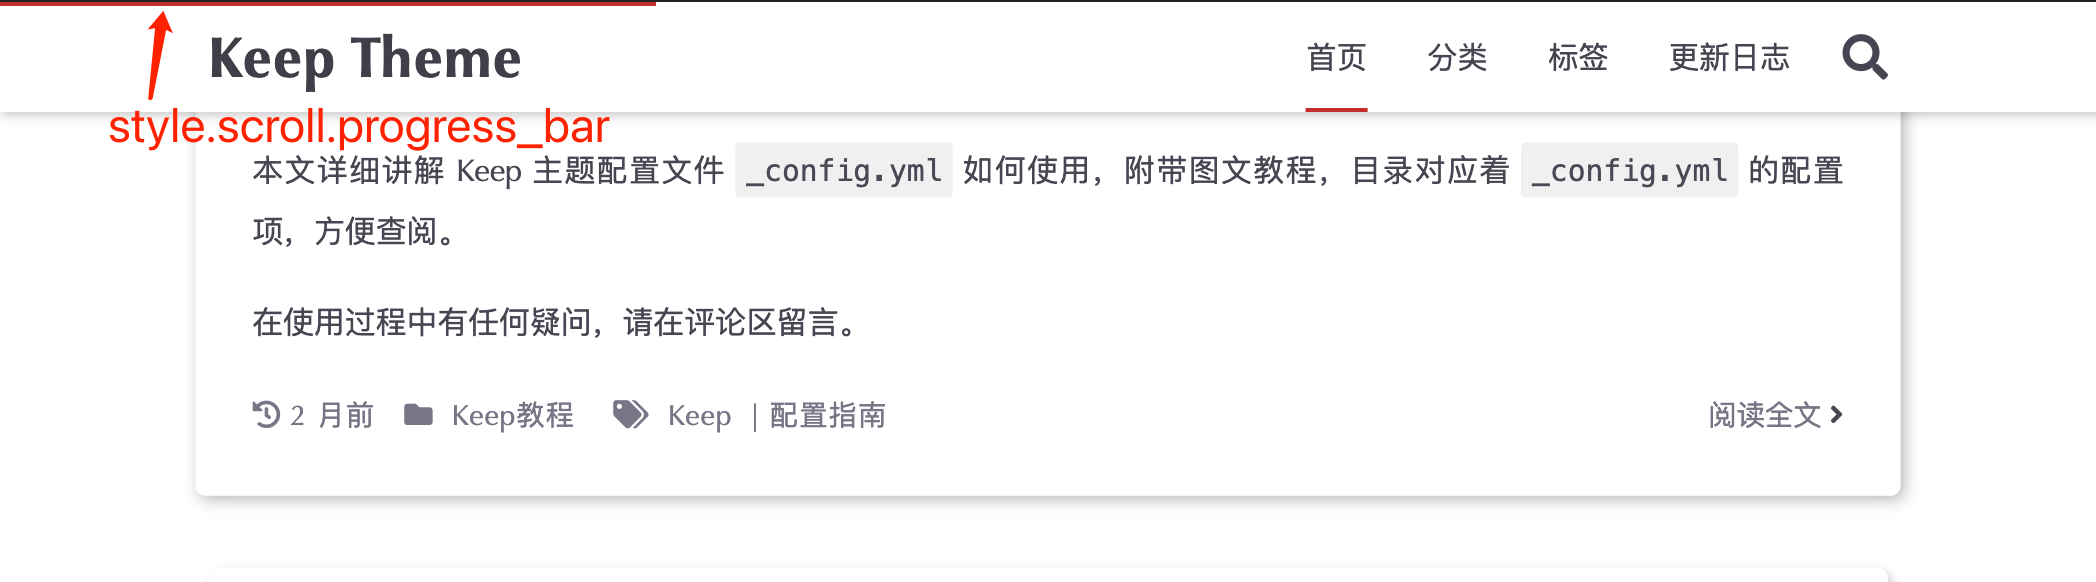 Keep Theme
首页 分类 标签 更新日志
style.scroll.progress_bar
本文详细讲解 Keep 主题配置文件 _config.yml 如何使用，附带图文教程，目录对应着 _config.yml 的配置
项，方便查阅。
在使用过程中有任何疑问，请在评论区留言。
2 月前 Keep教程 Keep | 配置指南 阅读全文